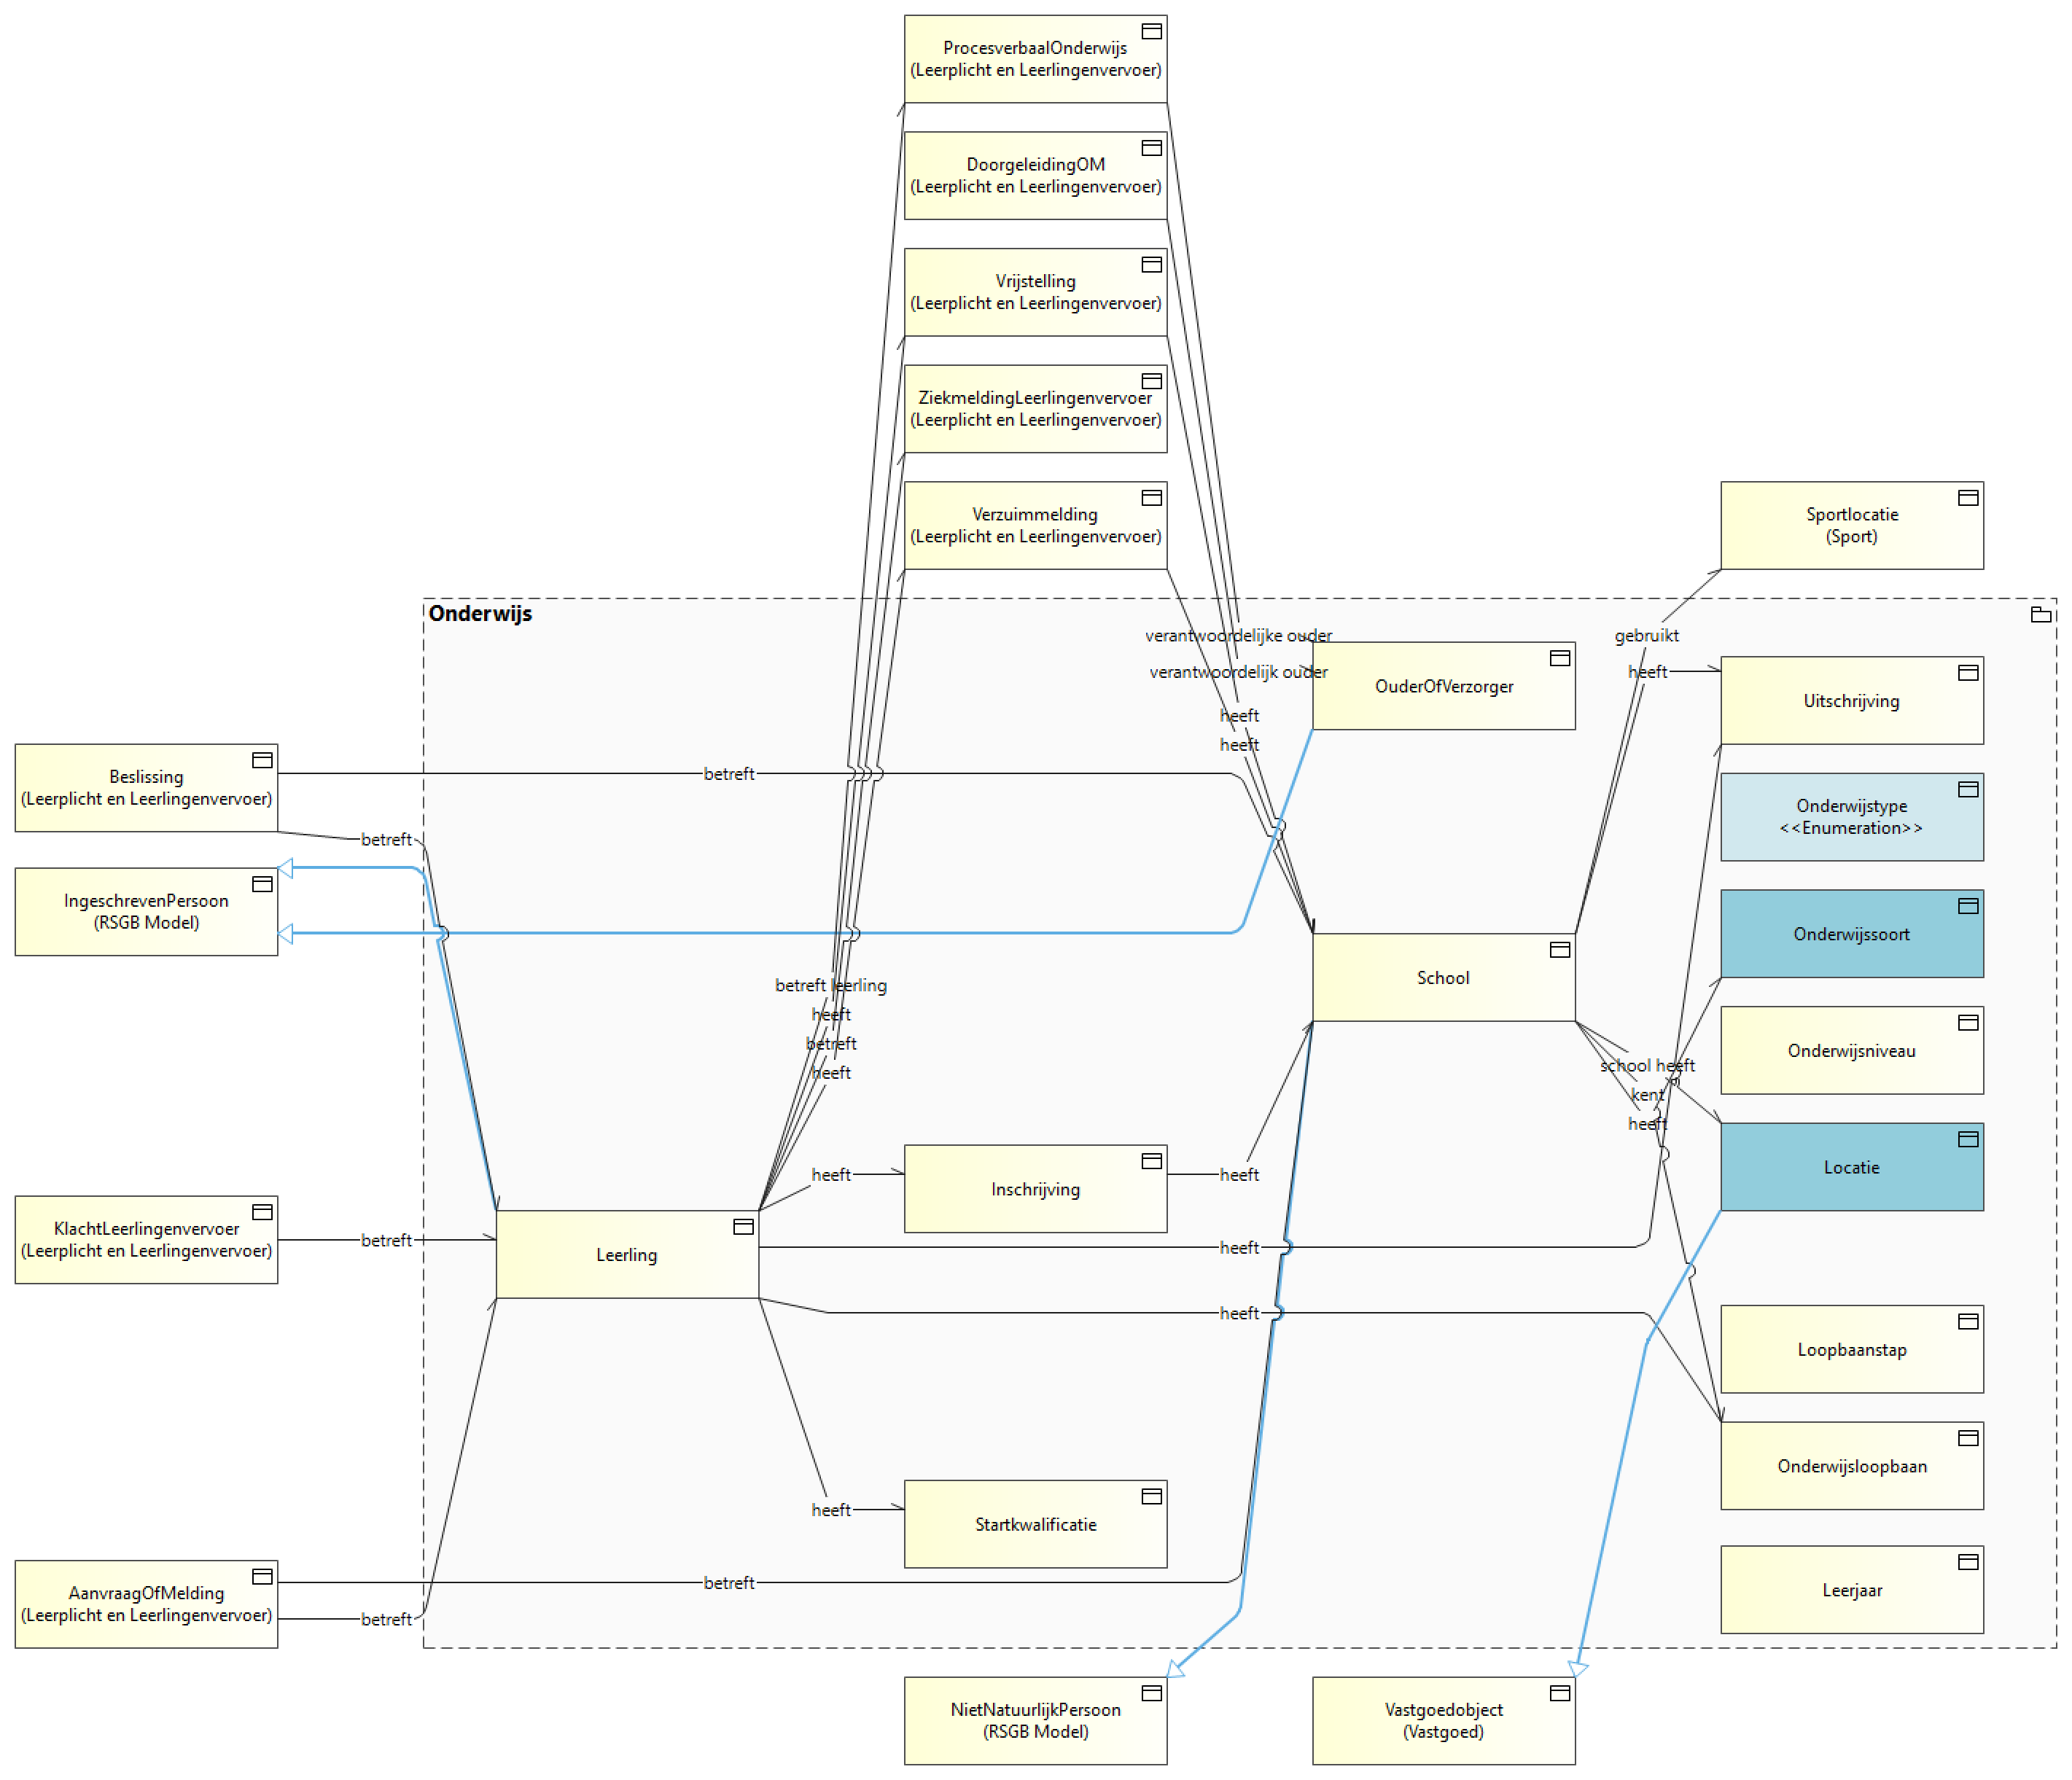 ProcesverbaalOnderwijs
(Leerplicht en Leerlingenvervoer)
DoorgeleidingOM
(Leerplicht en Leerlingenvervoer)
Vrijstelling
(Leerplicht en Leerlingenvervoer)
ZiekmeldingLeerlingenvervoer
(Leerplicht en Leerlingenvervoer)
Verzuimmelding
(Leerplicht en Leerlingenvervoer)
Sportlocatie
(Sport)
Onderwijs
verantwoordelijke ouder
gebruikt
verantwoordelijk ouder
OuderOfVerzorger
heeft
Uitschrijving
heeft
heeft
Beslissing
(Leerplicht en Leerlingenvervoer)
betreft
Onderwijstype
<<Enumeration>>
betreft
IngeschrevenPersoon
(RSGB Model)
Onderwijssoort
School
betreft leerling
heeft
betreft
heeft
Onderwijsniveau
school heeft
kent
heeft
heeft
Inschrijving
heeft
Locatie
KlachtLeerlingenvervoer
(Leerplicht en Leerlingenvervoer)
betreft
Leerling
heeft
heeft
Loopbaanstap
Onderwijsloopbaan
heeft
Startkwalificatie
AanvraagOfMelding
(Leerplicht en Leerlingenvervoer)
betreft
betreft
Leerjaar
NietNatuurlijkPersoon
(RSGB Model)
Vastgoedobject
(Vastgoed)